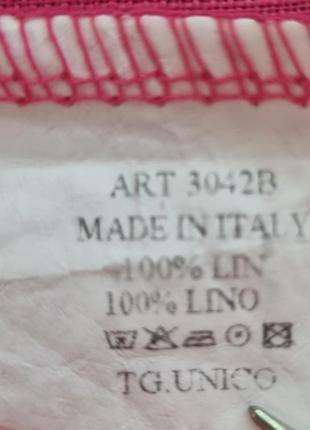 ART 3042B
MADE IN ITALY
100% LIN
100% LINO
TG.UNICO